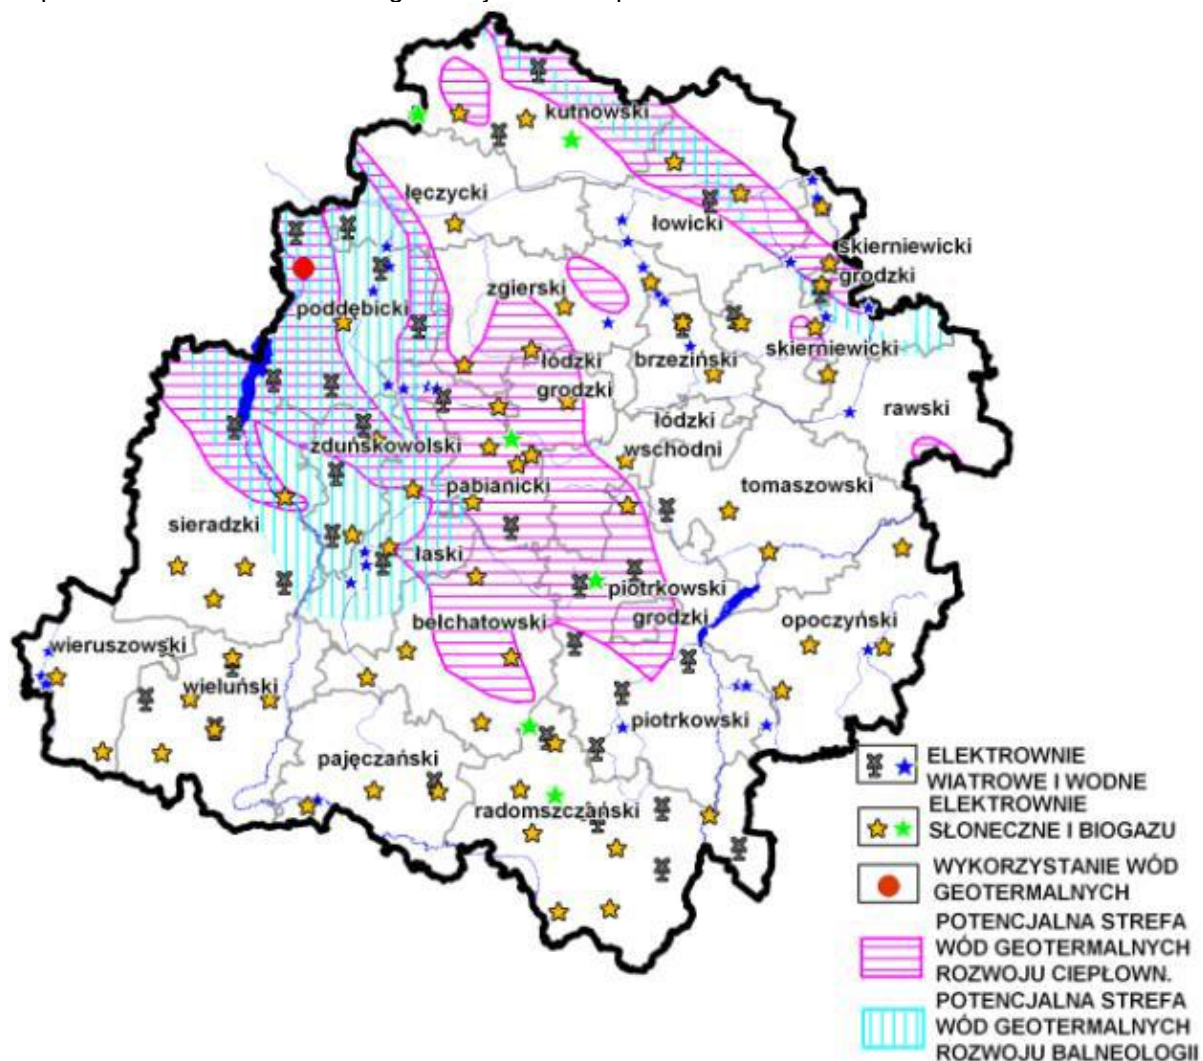 kutnowski
łęczycki
łowicki
skierniewicki
grodzki
zgierski
poddębicki
łódzki
grodzki
brzeziński
skierniewicki
rawski
łódzki
wschodni
zduńskowolski
pabianicki
tomaszowski
sieradzki
łaski
piotrkowski
grodzki
bełchatowski
opoczyński
wieruszowski
wieluński
piotrkowski
pajęczański
radomszczański
ELEKTROWNIE
WIATROWE I WODNE
ELEKTROWNIE
SŁONECZNE I BIOGAZU
WYKORZYSTANIE WÓD
GEOTERMALNYCH
POTENCJALNA STREFA
WÓD GEOTERMALNYCH
ROZWOJU CIEPŁOWN.
POTENCJALNA STREFA
WÓD GEOTERMALNYCH
ROZWOJU BALNEOLOGII